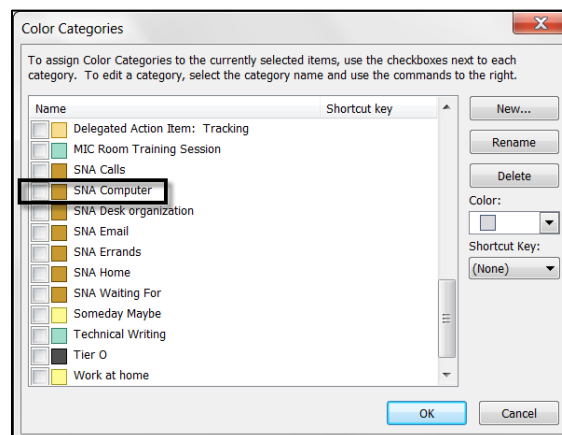 Color Categories
To assign Color Categories to the currently selected items, use the checkboxes next to each
category. To edit a category, select the category name and use the commands to the right.
Name Shortcut key
Delegated Action Item: Tracking
MIC Room Training Session
SNA Calls
SNA Computer
SNA Desk organization
SNA Email
SNA Errands
SNA Home
SNA Waiting For
Someday Maybe
Technical Writing
Tier O
Work at home
New...
Rename
Delete
Color:
Shortcut Key:
(None)
OK Cancel